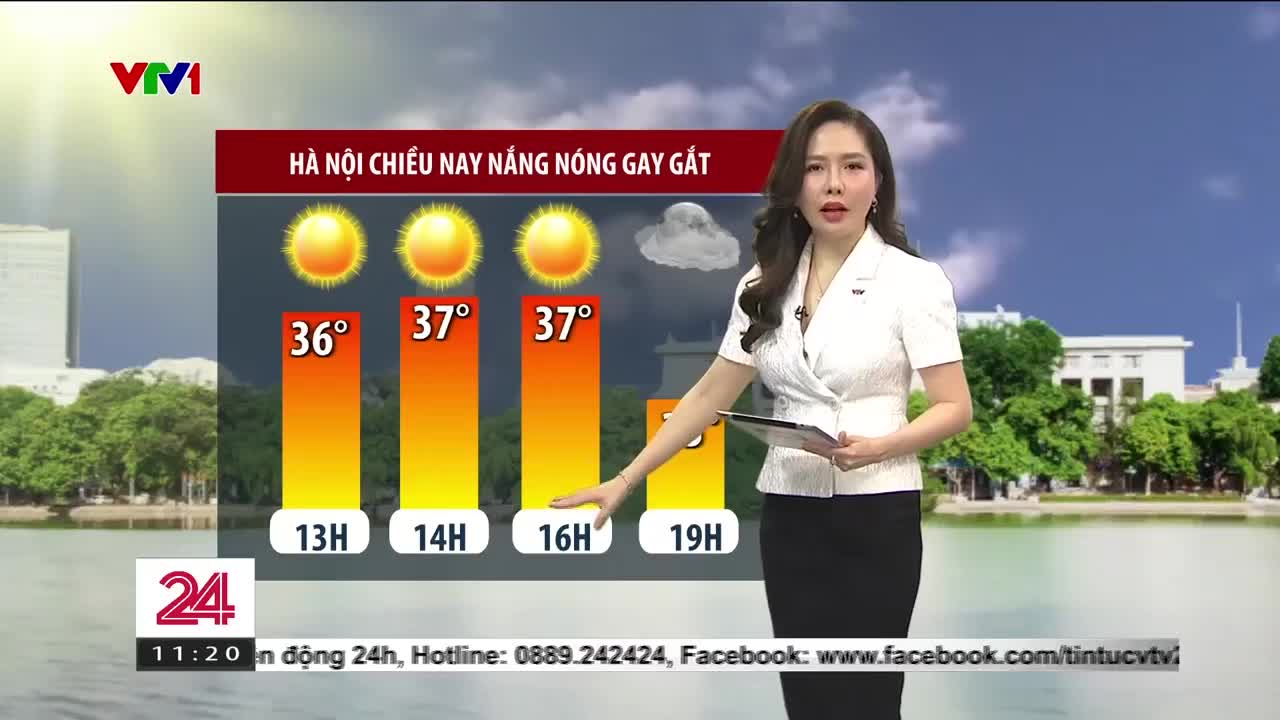 VTV1
HÀ NỘI CHIỀU NAY NẮNG NÓNG GAY GẮT
36° 37° 37°
13H 14H 16H 19H
24
11:20 động 24h, Hotline: 0889.242424, Facebook: www.facebook.com/tintucvtv2
VTV